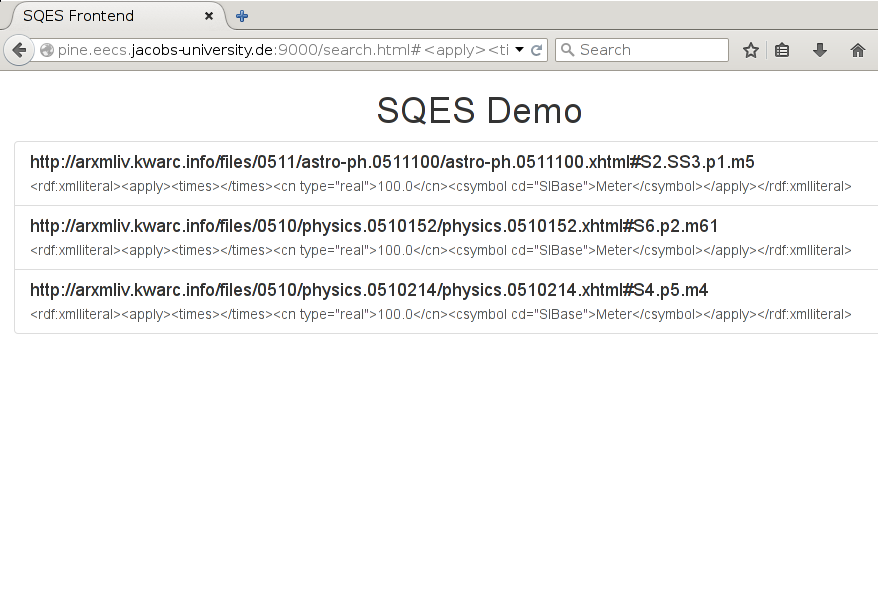 SQES Frontend
pine.eecs.jacobs-university.de:9000/search.html#<apply><ti
Search
SQES Demo
http://arxmliv.kwarc.info/files/0511/astro-ph.0511100/astro-ph.0511100.xhtml#S2.SS3.p1.m5
<rdf:xmlliteral><apply><times></times><cn type="real">100.0</cn><csymbol cd="SIBase">Meter</csymbol></apply></rdf:xmlliteral>
http://arxmliv.kwarc.info/files/0510/physics.0510152/physics.0510152.xhtml#S6.p2.m61
<rdf:xmlliteral><apply><times></times><cn type="real">100.0</cn><csymbol cd="SIBase">Meter</csymbol></apply></rdf:xmlliteral>
http://arxmliv.kwarc.info/files/0510/physics.0510214/physics.0510214.xhtml#S4.p5.m4
<rdf:xmlliteral><apply><times></times><cn type="real">100.0</cn><csymbol cd="SIBase">Meter</csymbol></apply></rdf:xmlliteral>